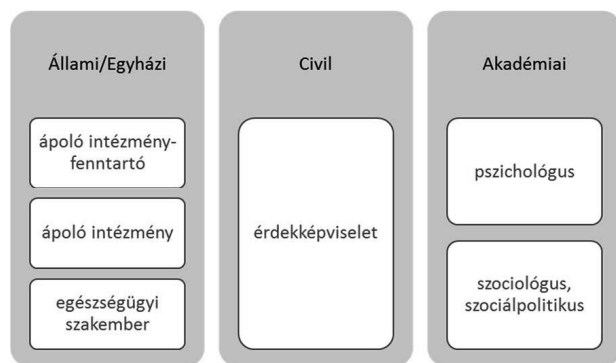 Állami/Egyházi
ápoló intézmény-
fenntartó
ápoló intézmény
egészségügyi
szakember
Civil
érdekképviselet
Akadémiai
pszichológus
szociológus,
szociálpolitikus